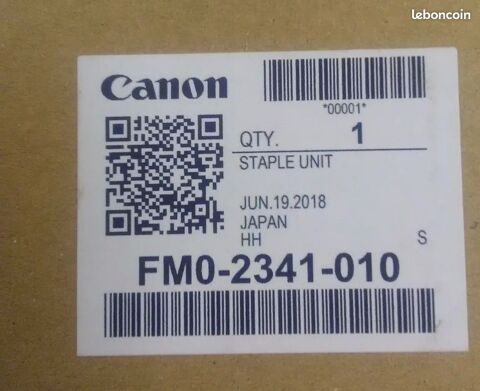 leboncoin
Canon
*00001*
QTY. 1
STAPLE UNIT
JUN.19.2018
JAPAN
HH S
FM0-2341-010